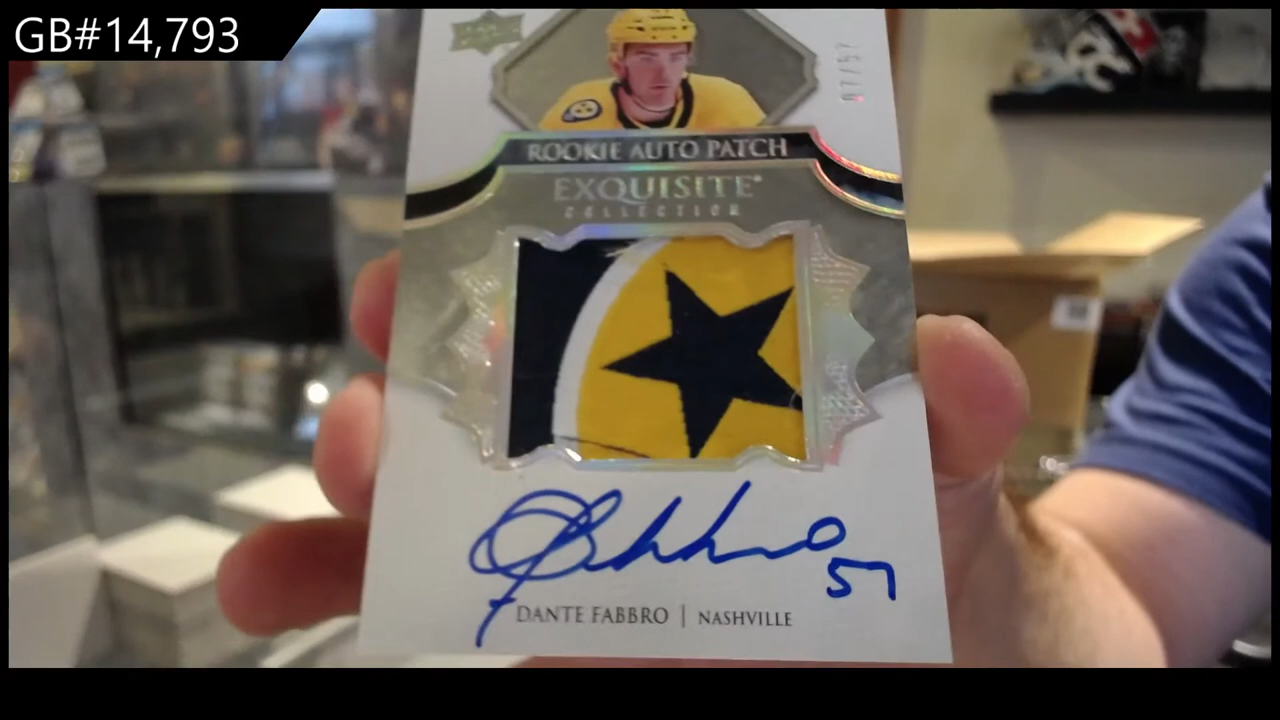 GB#14,793
ROOKIE AUTO PATCH
EXQUISITE
COLLECTION
57
DANTE FABBRO | NASHVILLE